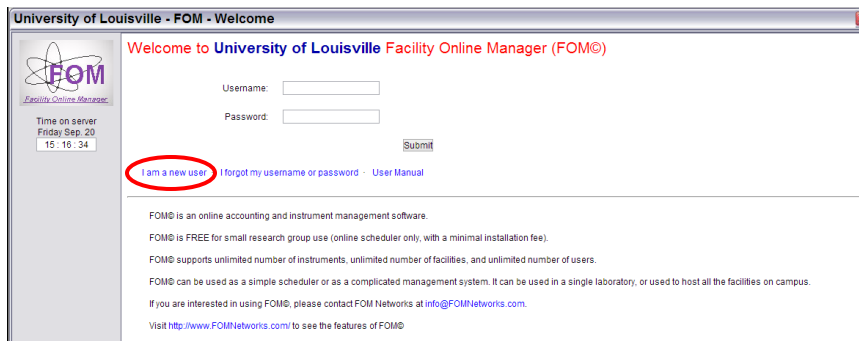 University of Louisville - FOM - Welcome
FOM
Facility Online Manager
Time on server
Friday Sep. 20
15 : 16 : 34
Welcome to University of Louisville Facility Online Manager (FOM©)
Username:
Password:
Submit
I am a new user I forgot my username or password - User Manual
FOM© is an online accounting and instrument management software.
FOM© is FREE for small research group use (online scheduler only, with a minimal installation fee).
FOM© supports unlimited number of instruments, unlimited number of facilities, and unlimited number of users.
FOM© can be used as a simple scheduler or as a complicated management system. It can be used in a single laboratory, or used to host all the facilities on campus.
If you are interested in using FOM©, please contact FOM Networks at info@FOMNetworks.com.
Visit http://www.FOMNetworks.com/ to see the features of FOM©